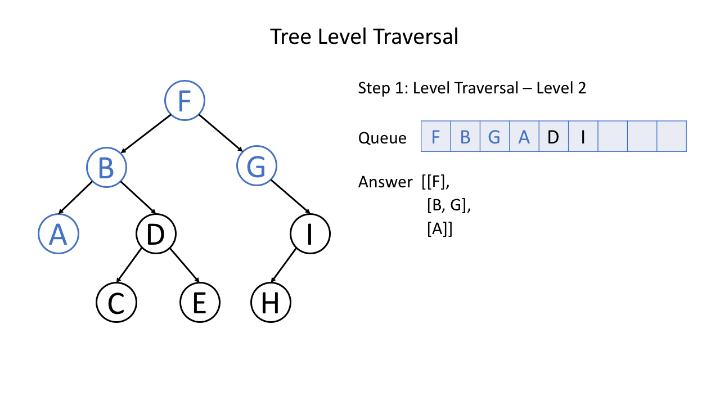 Tree Level Traversal
Step 1: Level Traversal – Level 2
Queue F B G A D I
Answer [[F],
[B, G],
[A]]
F
B G
A D I
C E H